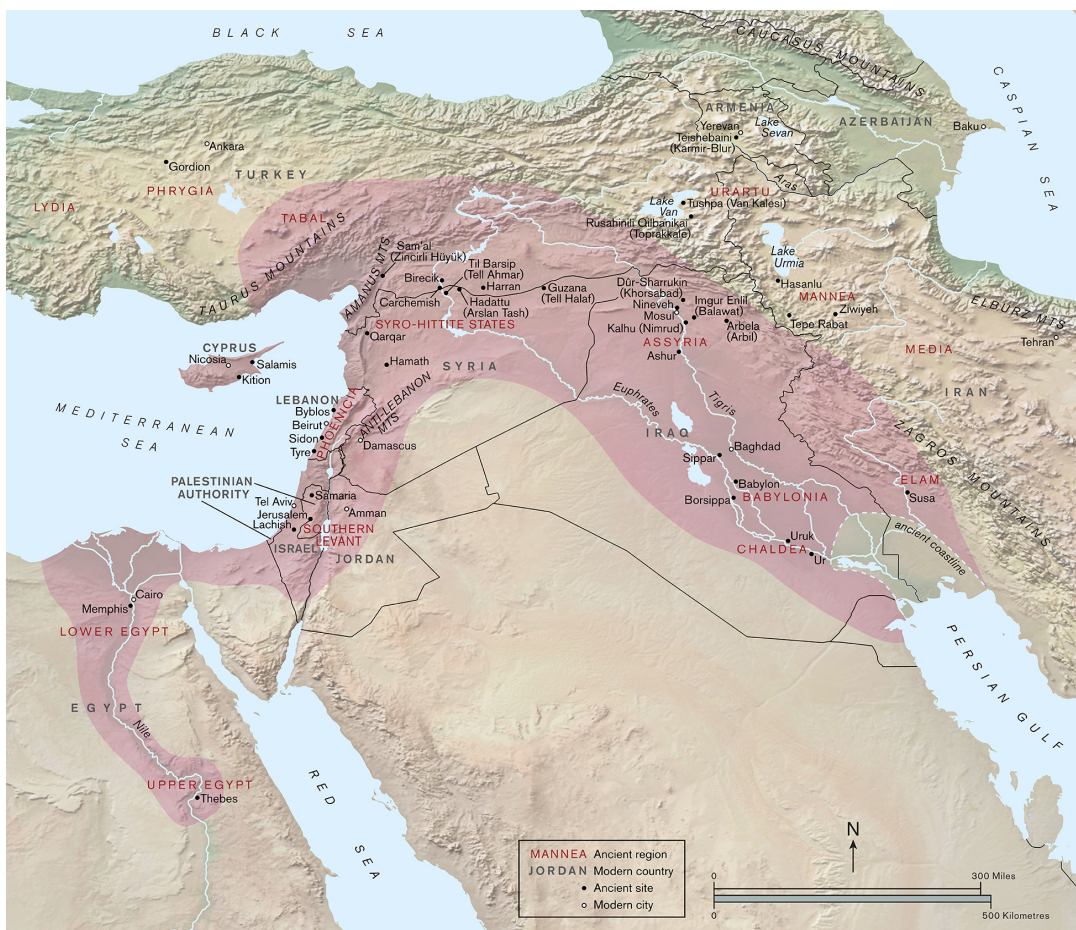 BLACK SEA
CAUCASUS MOUNTAINS
CASPIAN SEA
ARMENIA
Lake
Sevan
Yerevan
Teishebaini
(Karmir-Blur)
AZERBAIJAN
Baku
Ankara
Gordion
TURKEY
PHRYGIA
LYDIA
TABAL
TAURUS MOUNTAINS
Aras
URARTU
Lake
Van
Tushpa (Van Kalesi)
Rusahinili Qilbanikai
(Toprakkale)
Lake
Urmia
Hasanlu
MANNEA
Ziwiyeh
Tepe Rabat
ELBURZ MTS
Tehran
MEDIA
IRAN
AMANUS MTS
Sam'al
(Zincirli Hüyük)
Birecik
Til Barsip
(Tell Ahmar)
Harran
Carchemish
Hadattu
(Arslan Tash)
Guzana
(Tell Halaf)
Dūr-Sharrukin
(Khorsabad)
Nineveh
Mosul
Imgur Enlil
(Balawat)
Kalhu (Nimrud)
Arbela
(Arbil)
ASSYRIA
Ashur
SYRO-HITTITE STATES
Qarqar
Hamath
SYRIA
CYPRUS
Nicosia
Salamis
Kition
MEDITERRANEAN
SEA
LEBANON
Byblos
Beirut
Sidon
Tyre
PHOENICIA
ANTI-LEBANON
MTS
Damascus
Euphrates
Tigris
IRAQ
Baghdad
Sippar
Babylon
Borsippa
BABYLONIA
ZAGROS MOUNTAINS
ELAM
Susa
Uruk
CHALDEA
Ur
ancient coastline
PALESTINIAN
AUTHORITY
Samaria
Tel Aviv
Jerusalem
Amman
Lachish
SOUTHERN
LEVANT
ISRAEL
JORDAN
Cairo
Memphis
LOWER EGYPT
EGYPT
Nile
UPPER EGYPT
Thebes
RED SEA
PERSIAN GULF
MANNEA Ancient region
JORDAN Modern country
Ancient site
Modern city
N
0 300 Miles
0 500 Kilometres